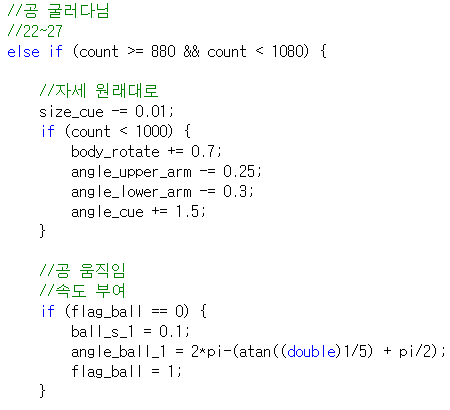 //공 굴러다님
//22~27
else if (count >= 880 && count < 1080) {
//자세 원래대로
size_cue -= 0.01;
if (count < 1000) {
body_rotate += 0.7;
angle_upper_arm -= 0.25;
angle_lower_arm -= 0.3;
angle_cue += 1.5;
}
//공 움직임
//속도 부여
if (flag_ball == 0) {
ball_s_1 = 0.1;
angle_ball_1 = 2*pi-(atan((double)1/5) + pi/2);
flag_ball = 1;
}